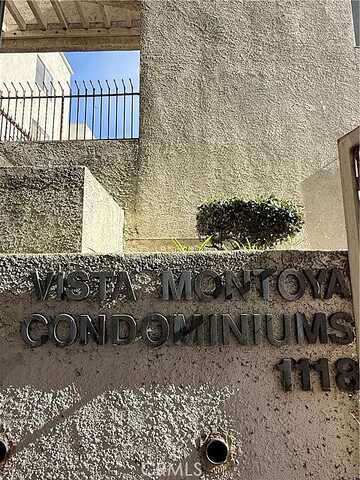 VISTA MONTOYA
CONDOMINIUMS
1118
CRMLS